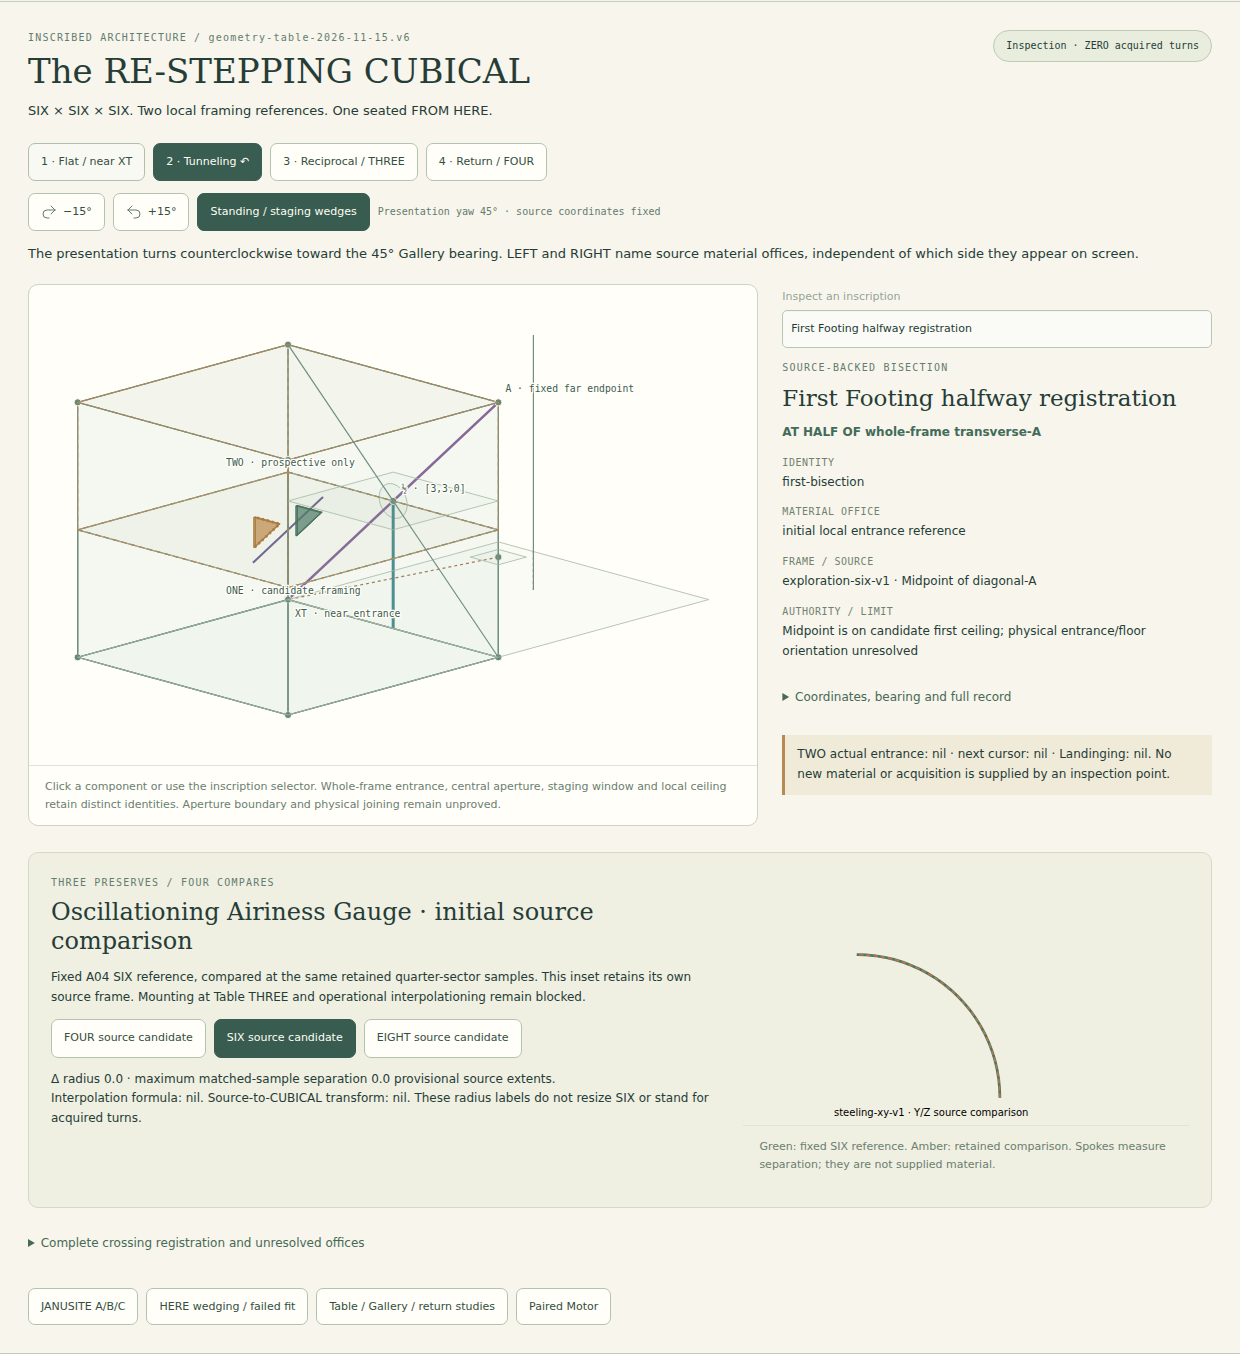 INSCRIBED ARCHITECTURE / geometry-table-2026-11-15.v6
Inspection · ZERO acquired turns
The RE-STEPPING CUBICAL
SIX × SIX × SIX. Two local framing references. One seated FROM HERE.
1 · Flat / near XT
2 · Tunneling ↶
3 · Reciprocal / THREE
4 · Return / FOUR
−15°
+15°
Standing / staging wedges
Presentation yaw 45° · source coordinates fixed
The presentation turns counterclockwise toward the 45° Gallery bearing. LEFT and RIGHT name source material offices, independent of which side they appear on screen.
A · fixed far endpoint
TWO · prospective only
½ · [3,3,0]
ONE · candidate framing
XT · near entrance
Click a component or use the inscription selector. Whole-frame entrance, central aperture, staging window and local ceiling
retain distinct identities. Aperture boundary and physical joining remain unproved.
Inspect an inscription
First Footing halfway registration
SOURCE-BACKED BISECTION
First Footing halfway registration
AT HALF OF whole-frame transverse-A
IDENTITY
first-bisection
MATERIAL OFFICE
initial local entrance reference
FRAME / SOURCE
exploration-six-v1 · Midpoint of diagonal-A
AUTHORITY / LIMIT
Midpoint is on candidate first ceiling; physical entrance/floor
orientation unresolved
▶ Coordinates, bearing and full record
TWO actual entrance: nil · next cursor: nil · Landinging: nil. No
new material or acquisition is supplied by an inspection point.
THREE PRESERVES / FOUR COMPARES
Oscillationing Airiness Gauge · initial source
comparison
Fixed A04 SIX reference, compared at the same retained quarter-sector samples. This inset retains its own
source frame. Mounting at Table THREE and operational interpolationing remain blocked.
FOUR source candidate
SIX source candidate
EIGHT source candidate
Δ radius 0.0 · maximum matched-sample separation 0.0 provisional source extents.
Interpolation formula: nil. Source-to-CUBICAL transform: nil. These radius labels do not resize SIX or stand for
acquired turns.
steeling-xy-v1 · Y/Z source comparison
Green: fixed SIX reference. Amber: retained comparison. Spokes measure
separation; they are not supplied material.
▶ Complete crossing registration and unresolved offices
JANUSITE A/B/C
HERE wedging / failed fit
Table / Gallery / return studies
Paired Motor